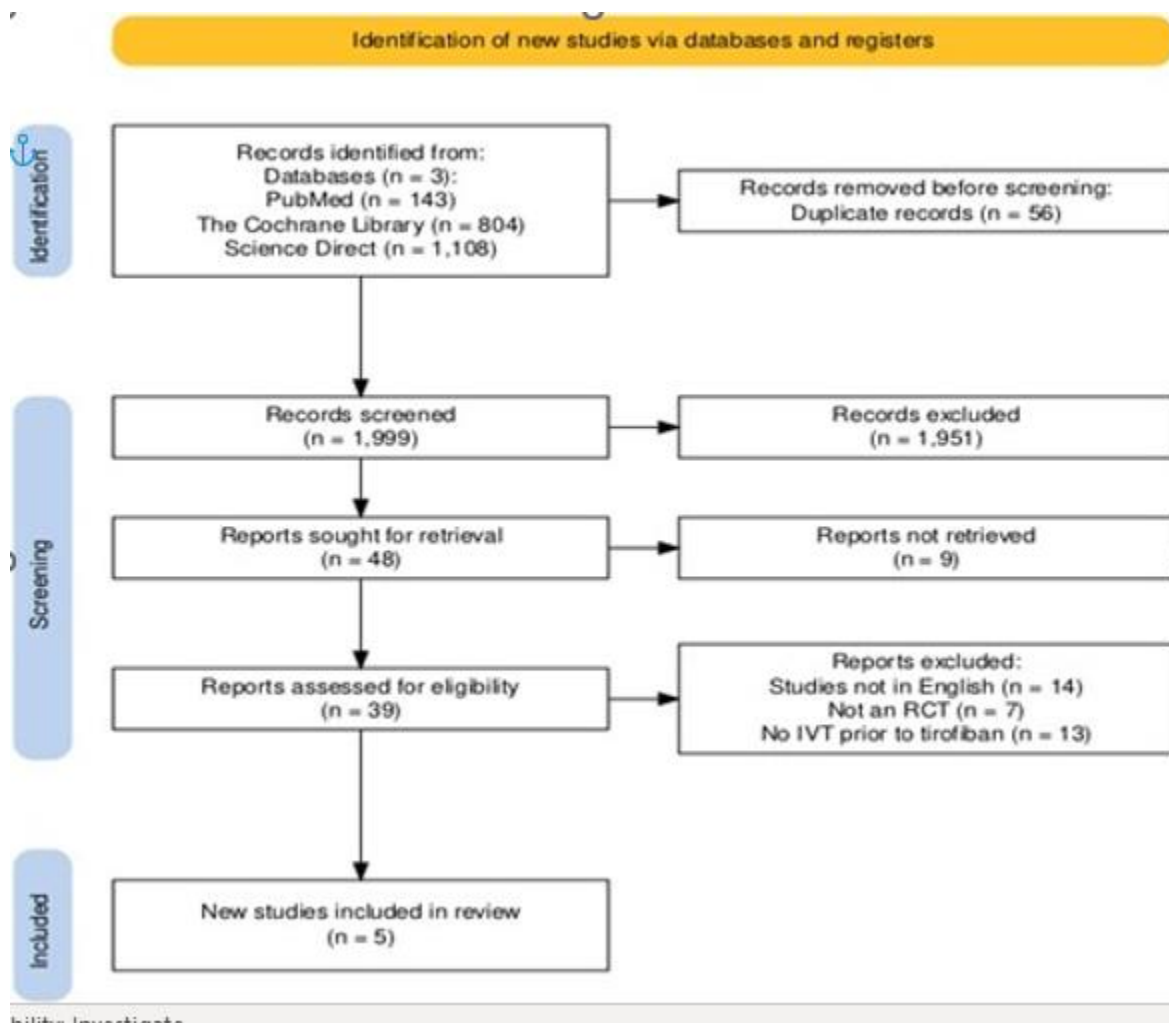 Identification of new studies via databases and registers
Identification
Records identified from:
Databases (n = 3):
PubMed (n = 143)
The Cochrane Library (n = 804)
Science Direct (n = 1,108)
Records removed before screening:
Duplicate records (n = 56)
Screening
Records screened
(n = 1,999)
Records excluded
(n = 1,951)
Reports sought for retrieval
(n = 48)
Reports not retrieved
(n = 9)
Reports assessed for eligibility
(n = 39)
Reports excluded:
Studies not in English (n = 14)
Not an RCT (n = 7)
No IVT prior to tirofiban (n = 13)
Included
New studies included in review
(n = 5)